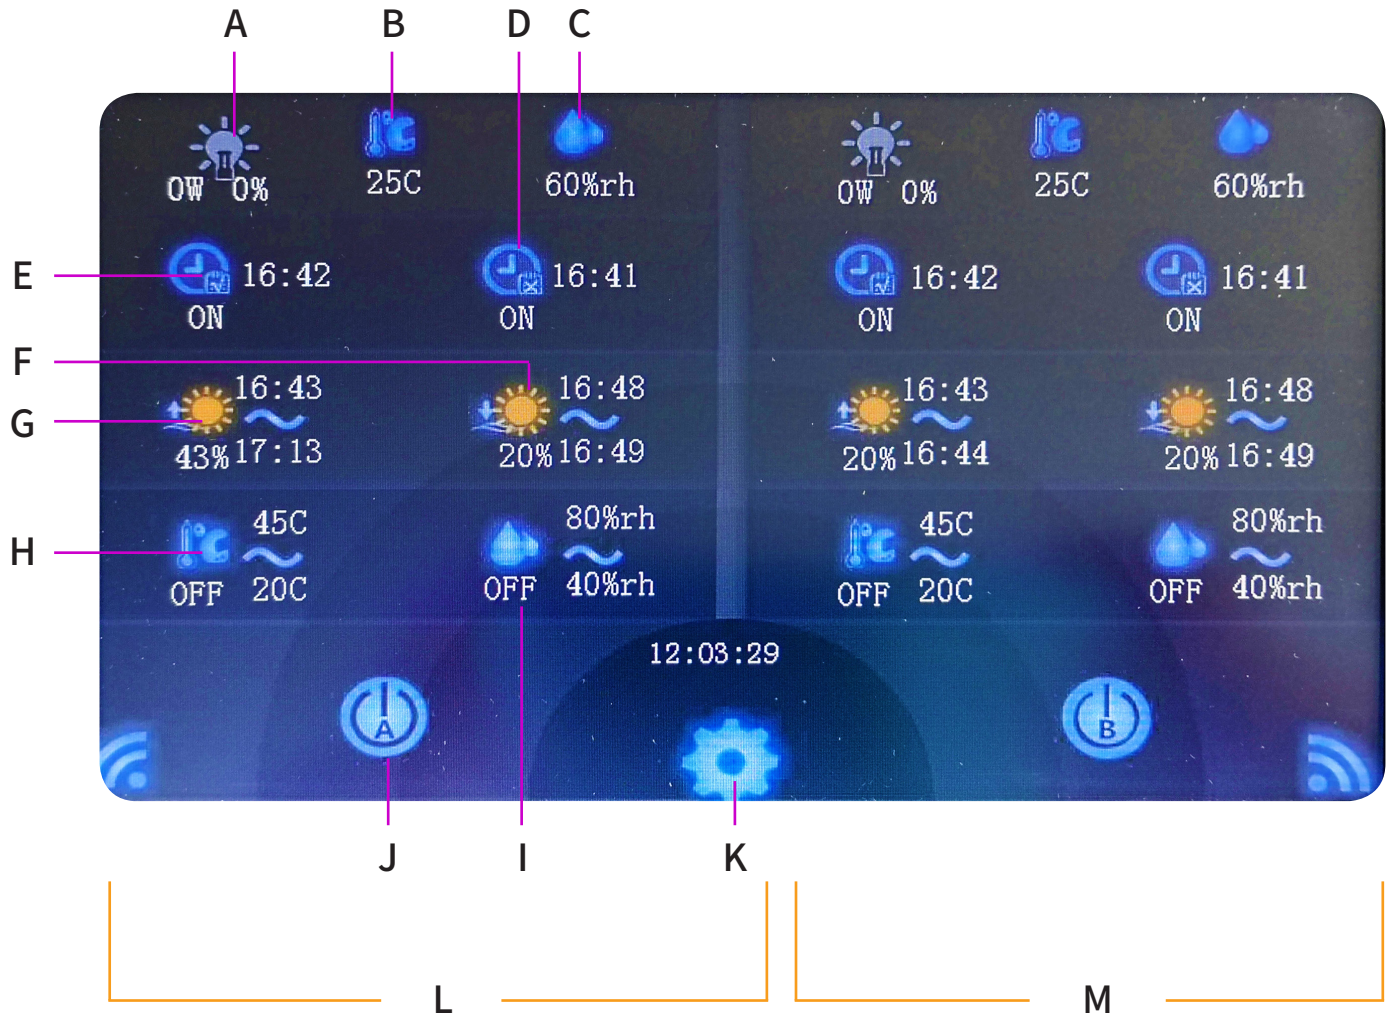 A B D C
0W 0% 25C 60%rh 0W 0% 25C 60%rh
E 16:42 16:41 16:42 16:41
ON ON ON ON
F 16:43 16:48 16:43 16:48
G
43% 17:13 20% 16:49 20% 16:44 20% 16:49
45C 80%rh 45C 80%rh
H
OFF 20C OFF 40%rh OFF 20C OFF 40%rh
12:03:29
A B
J I K
L M